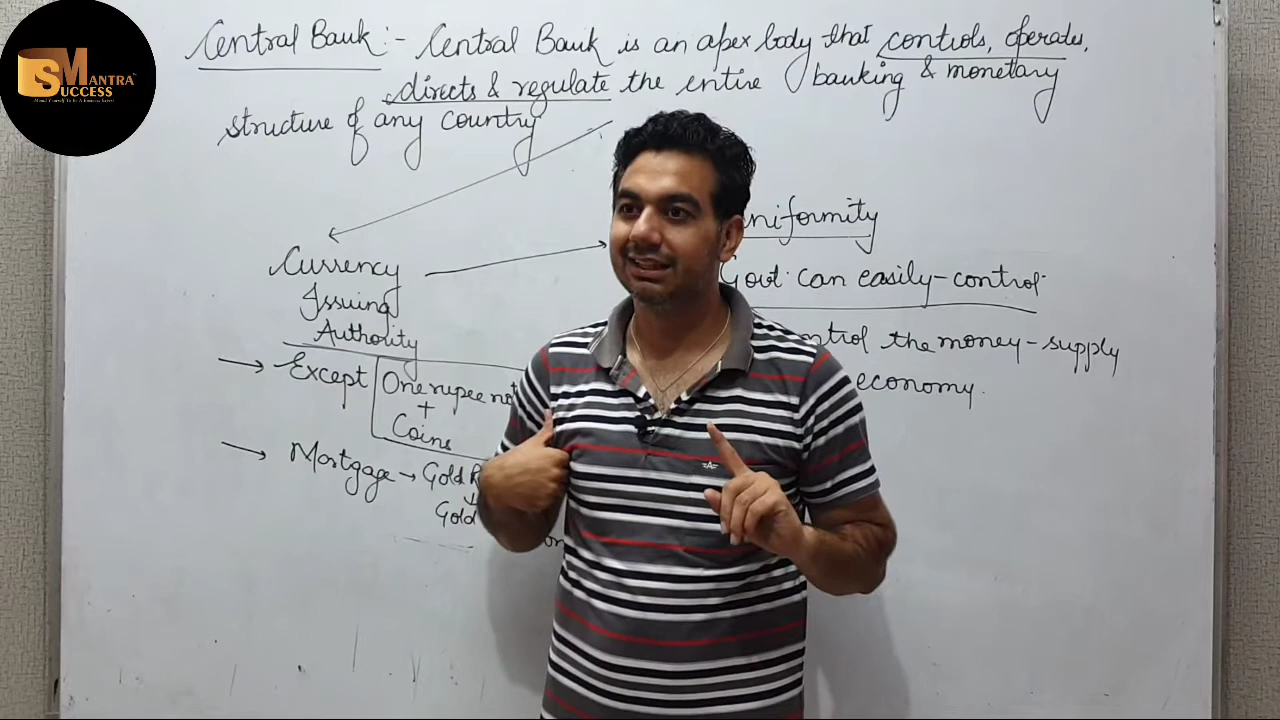 SMANTRA™
SUCCESS
Central Bank :- Central Bank is an apex body that controls, operates,
directs & regulate the entire banking & monetary
structure of any country
Currency
Issuing
Authority
niformity
Govt. can easily-control
ntrol the money-supply
economy.
→ Except One rupee no
+
Coins
→ Mortgage → Gold R
↓
Gold
A